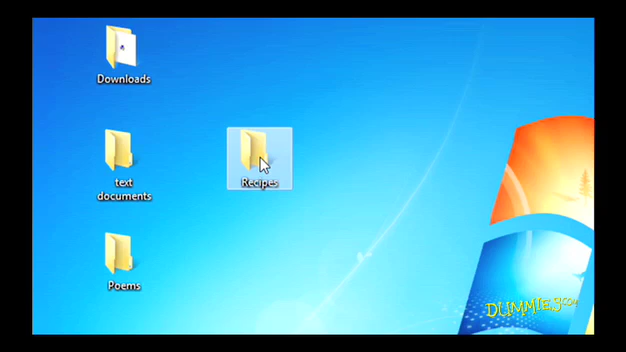 Downloads
text
documents
Recipes
Poems
DUMMIES.COM